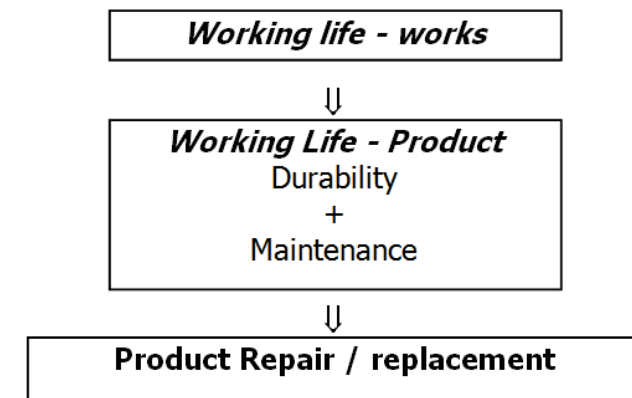 Working life - works
⇓
Working Life - Product
Durability
+
Maintenance
⇓
Product Repair / replacement